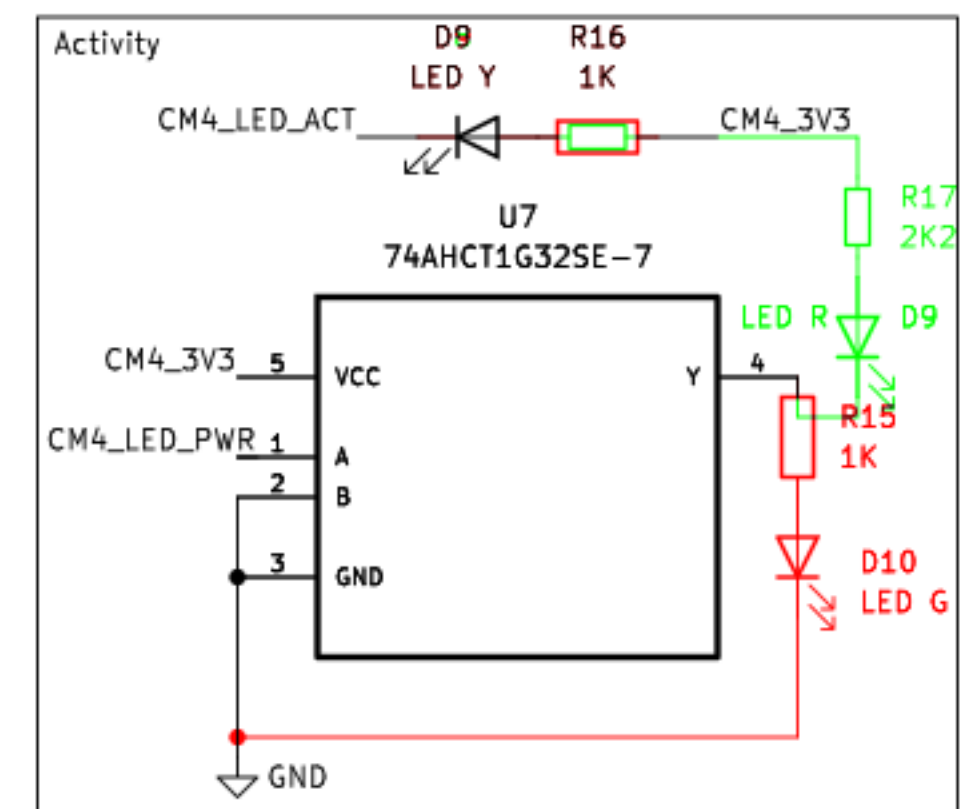 Activity
D9
LED Y
R16
1K
CM4_LED_ACT
CM4_3V3
R17
2K2
U7
74AHCT1G32SE-7
LED R
D9
CM4_3V3
5
VCC
Y
4
CM4_LED_PWR
1
A
R15
1K
2
B
3
GND
D10
LED G
GND